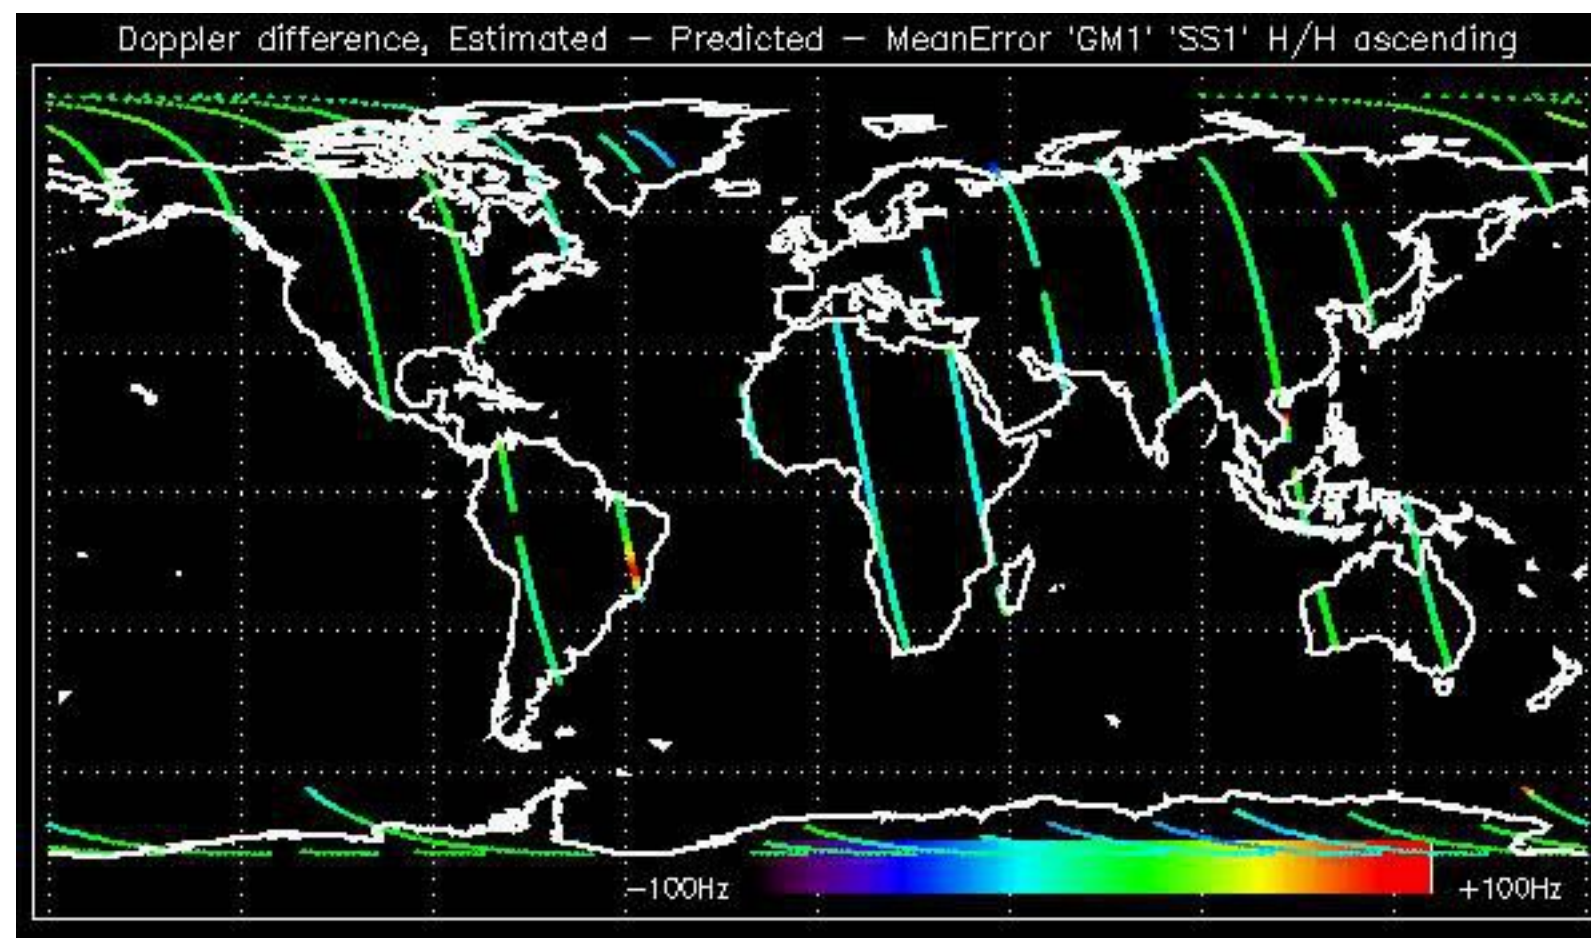 Doppler difference, Estimated – Predicted – MeanError 'GM1' 'SS1' H/H ascending
–100Hz +100Hz